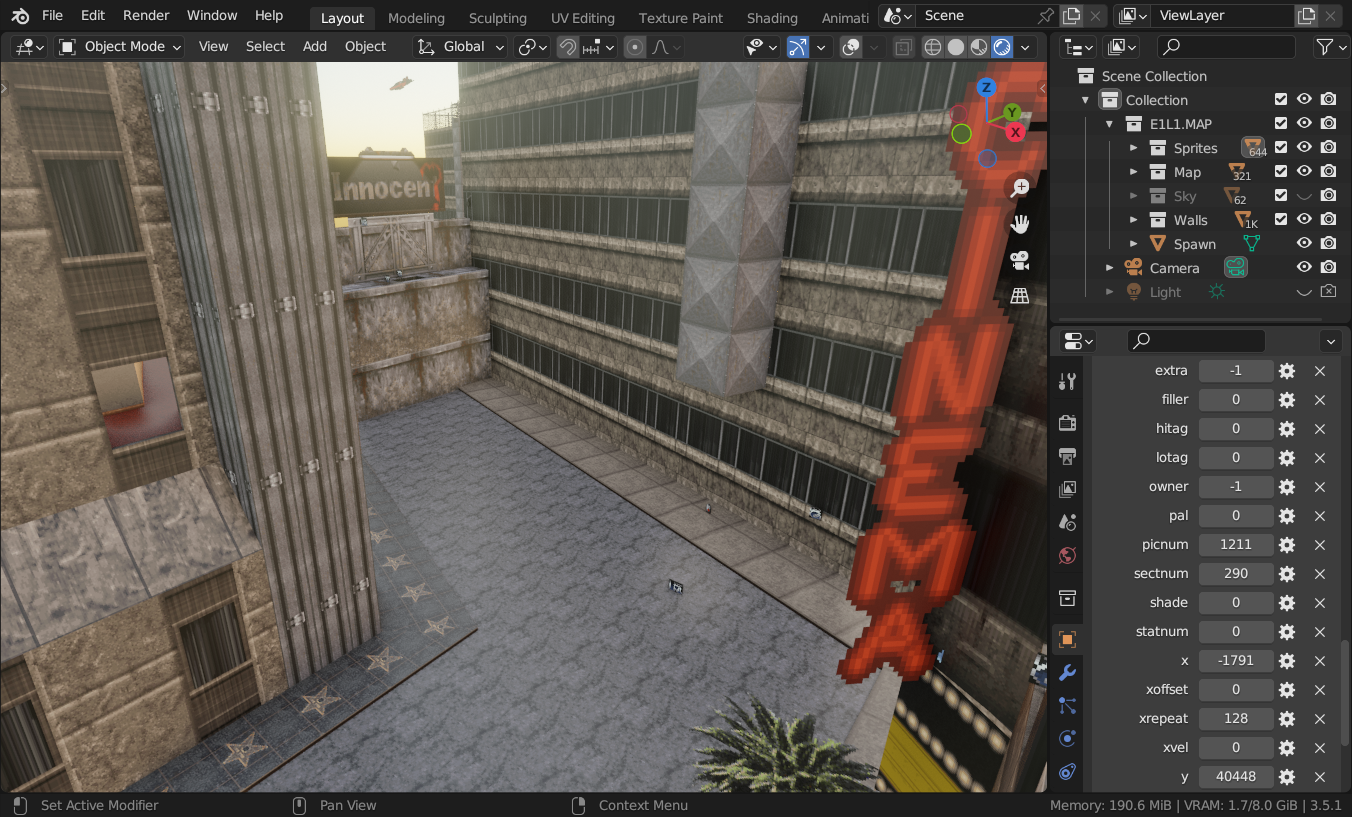 File Edit Render Window Help Layout Modeling Sculpting UV Editing Texture Paint Shading Animati Scene ViewLayer
Object Mode View Select Add Object Global
Scene Collection
Collection
E1L1.MAP
Sprites 644
Map 321
Sky 62
Walls 1K
Spawn
Camera
Light
Z
Y
X
Innocen?
NEMA
extra -1
filler 0
hitag 0
lotag 0
owner -1
pal 0
picnum 1211
sectnum 290
shade 0
statnum 0
x -1791
xoffset 0
xrepeat 128
xvel 0
y 40448
Set Active Modifier Pan View Context Menu Memory: 190.6 MiB | VRAM: 1.7/8.0 GiB | 3.5.1